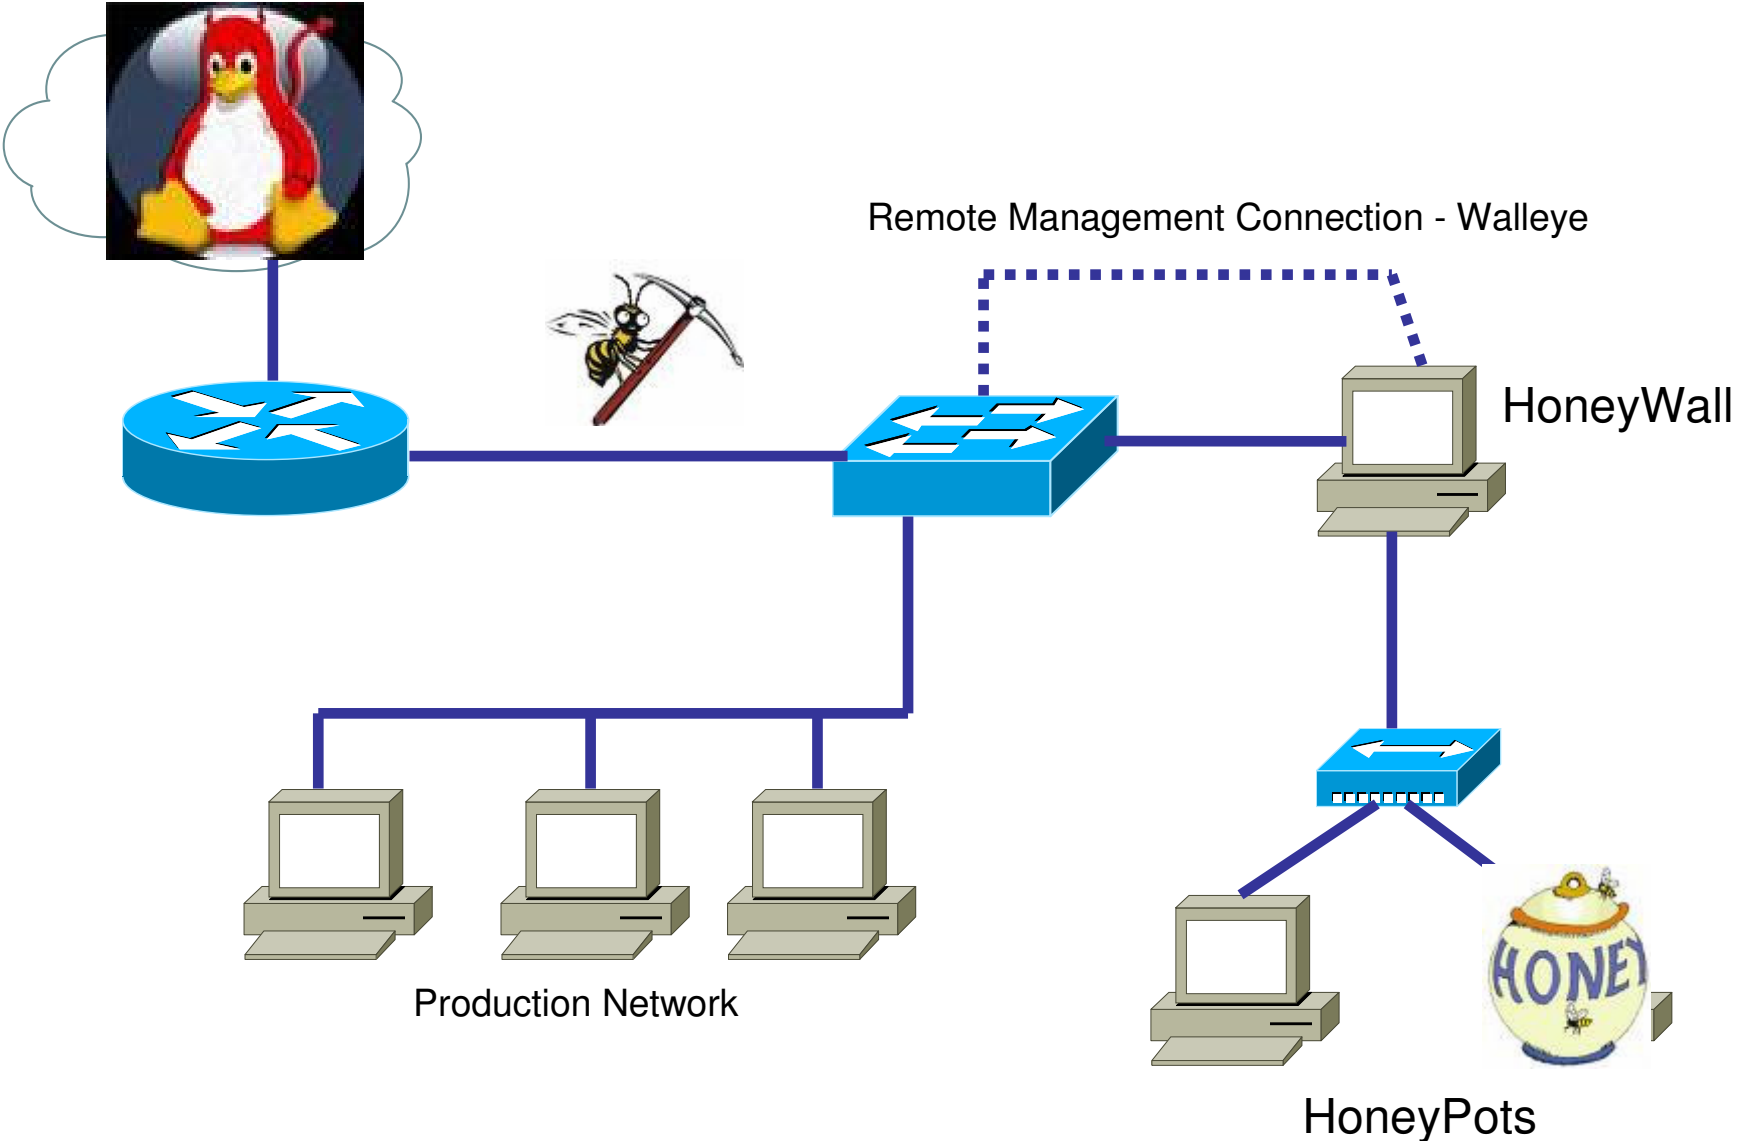 Remote Management Connection - Walleye
HoneyWall
HONEY
Production Network
HoneyPots